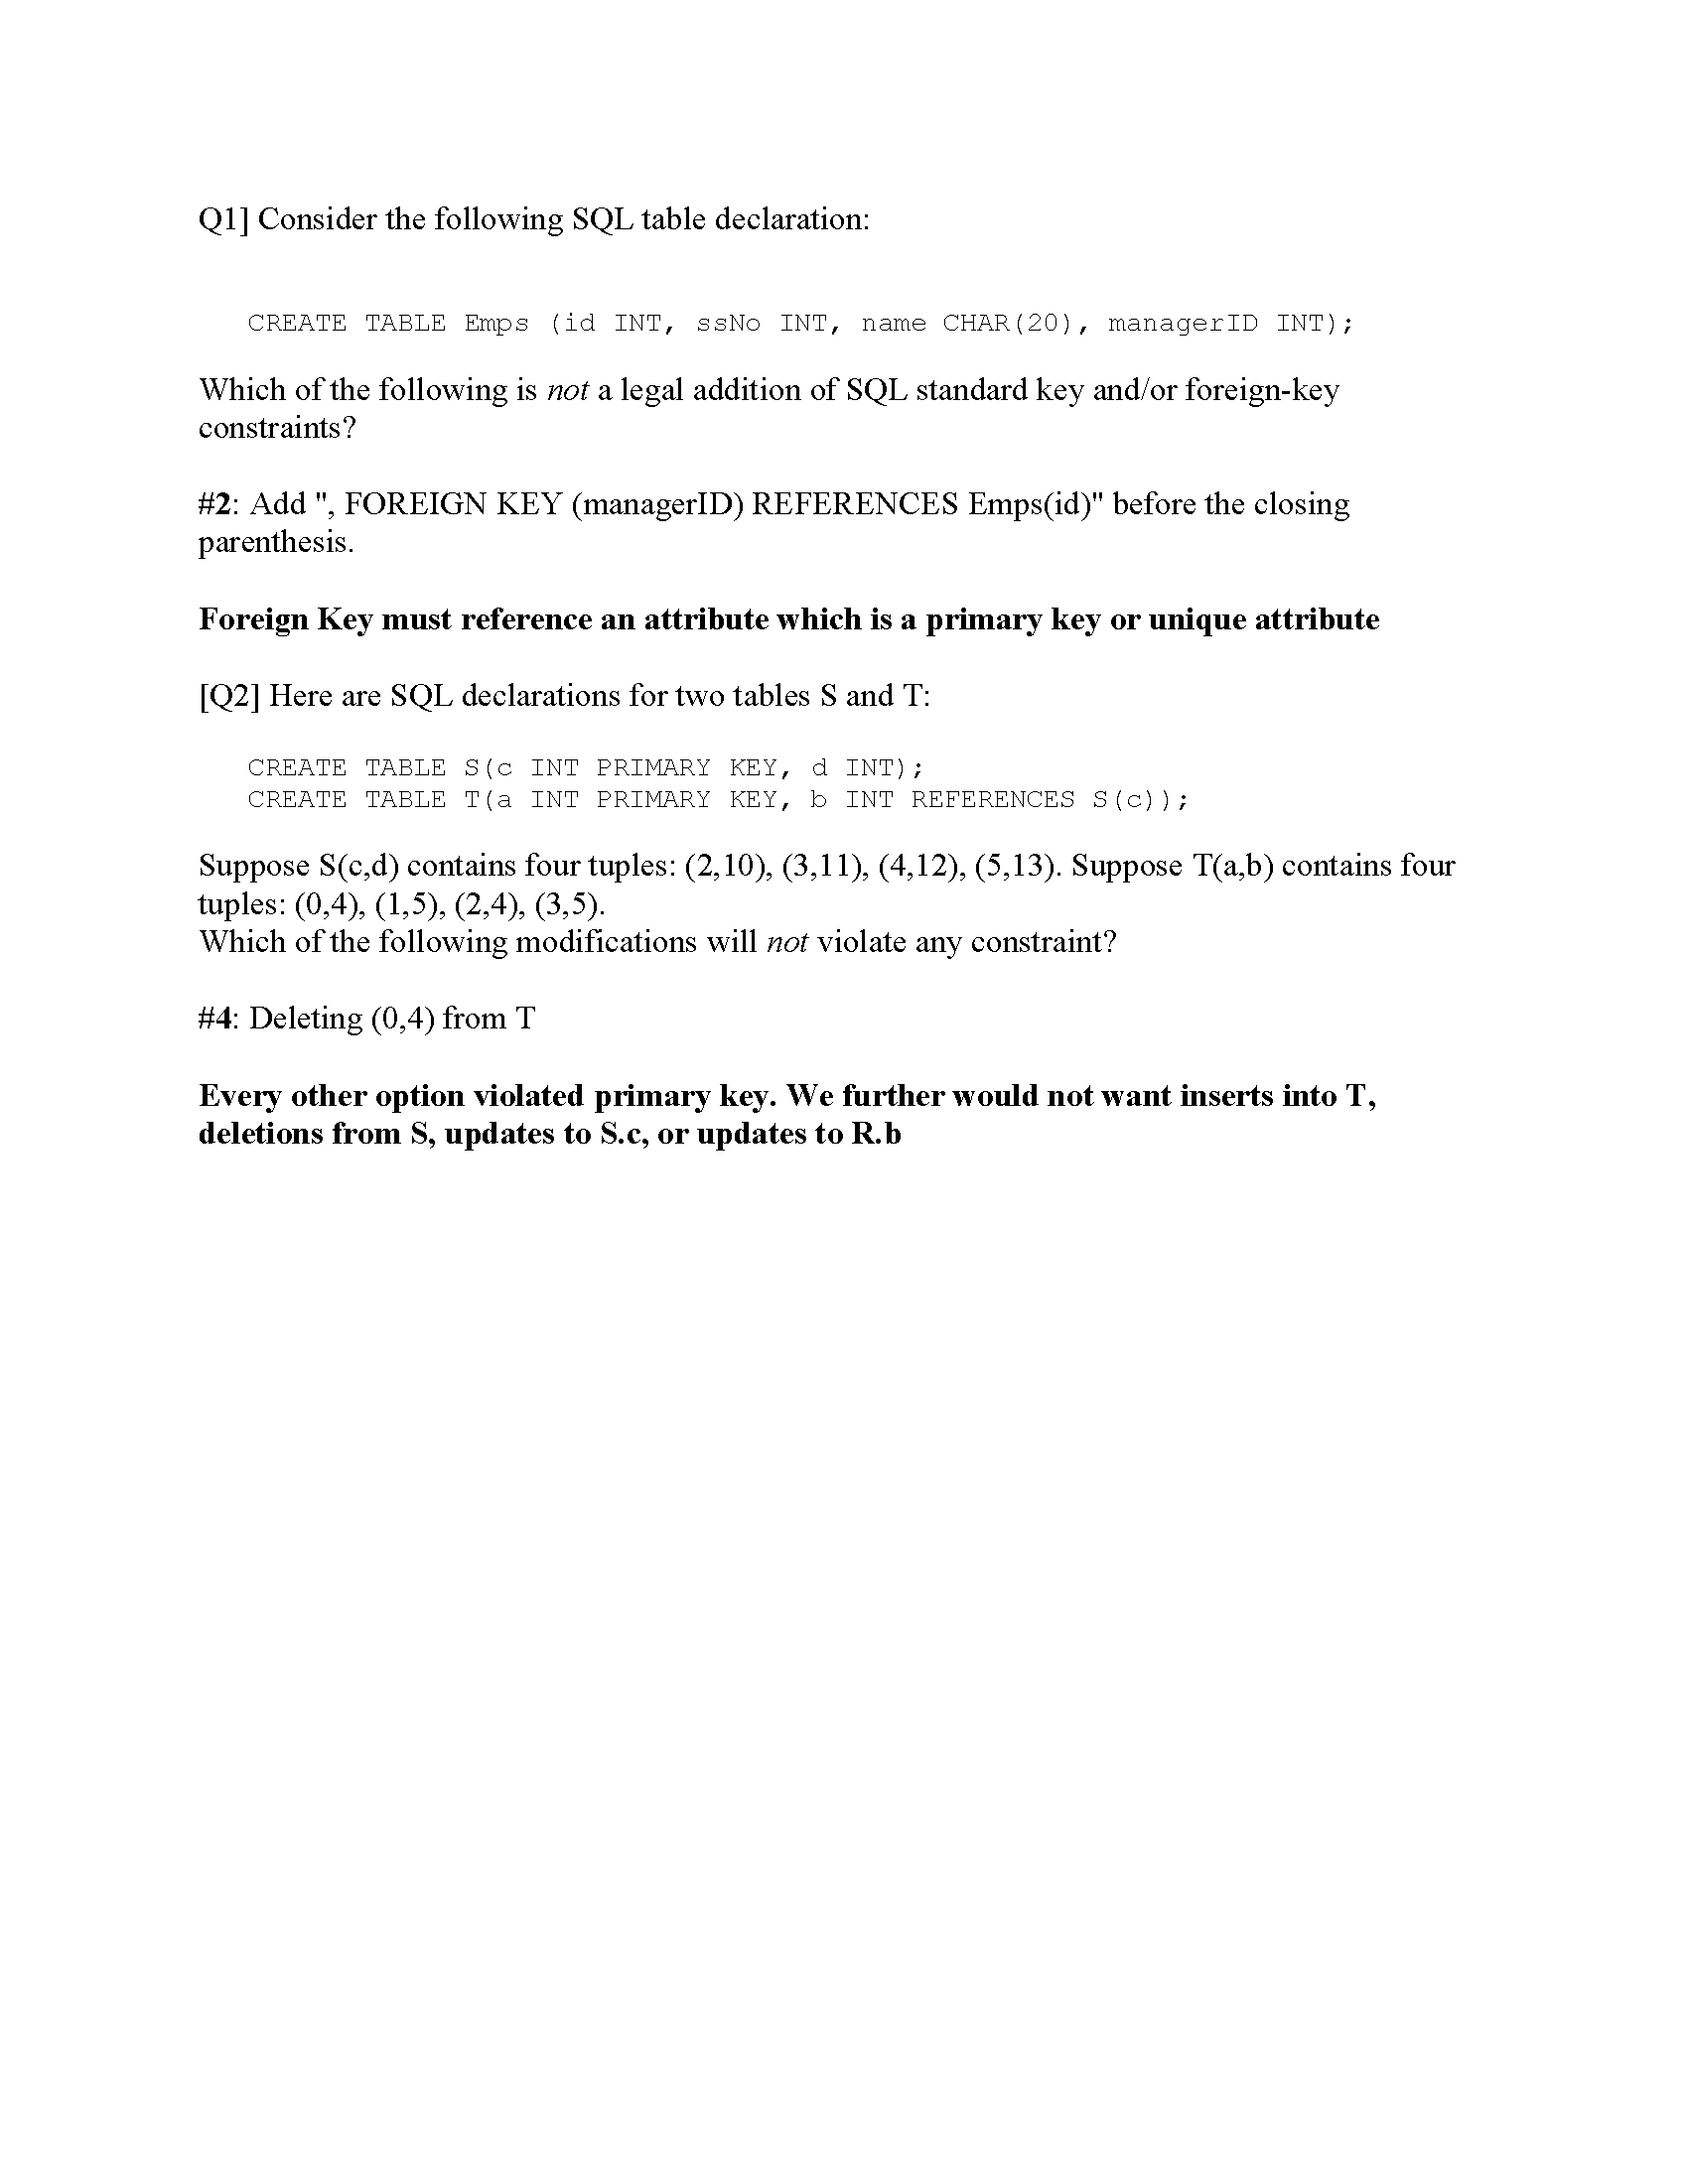 Q1] Consider the following SQL table declaration:
CREATE TABLE Emps (id INT, ssNo INT, name CHAR(20), managerID INT);
Which of the following is not a legal addition of SQL standard key and/or foreign-key
constraints?
#2: Add ", FOREIGN KEY (managerID) REFERENCES Emps(id)" before the closing
parenthesis.
Foreign Key must reference an attribute which is a primary key or unique attribute
[Q2] Here are SQL declarations for two tables S and T:
CREATE TABLE S(c INT PRIMARY KEY, d INT);
CREATE TABLE T(a INT PRIMARY KEY, b INT REFERENCES S(c));
Suppose S(c,d) contains four tuples: (2,10), (3,11), (4,12), (5,13). Suppose T(a,b) contains four
tuples: (0,4), (1,5), (2,4), (3,5).
Which of the following modifications will not violate any constraint?
#4: Deleting (0,4) from T
Every other option violated primary key. We further would not want inserts into T,
deletions from S, updates to S.c, or updates to R.b